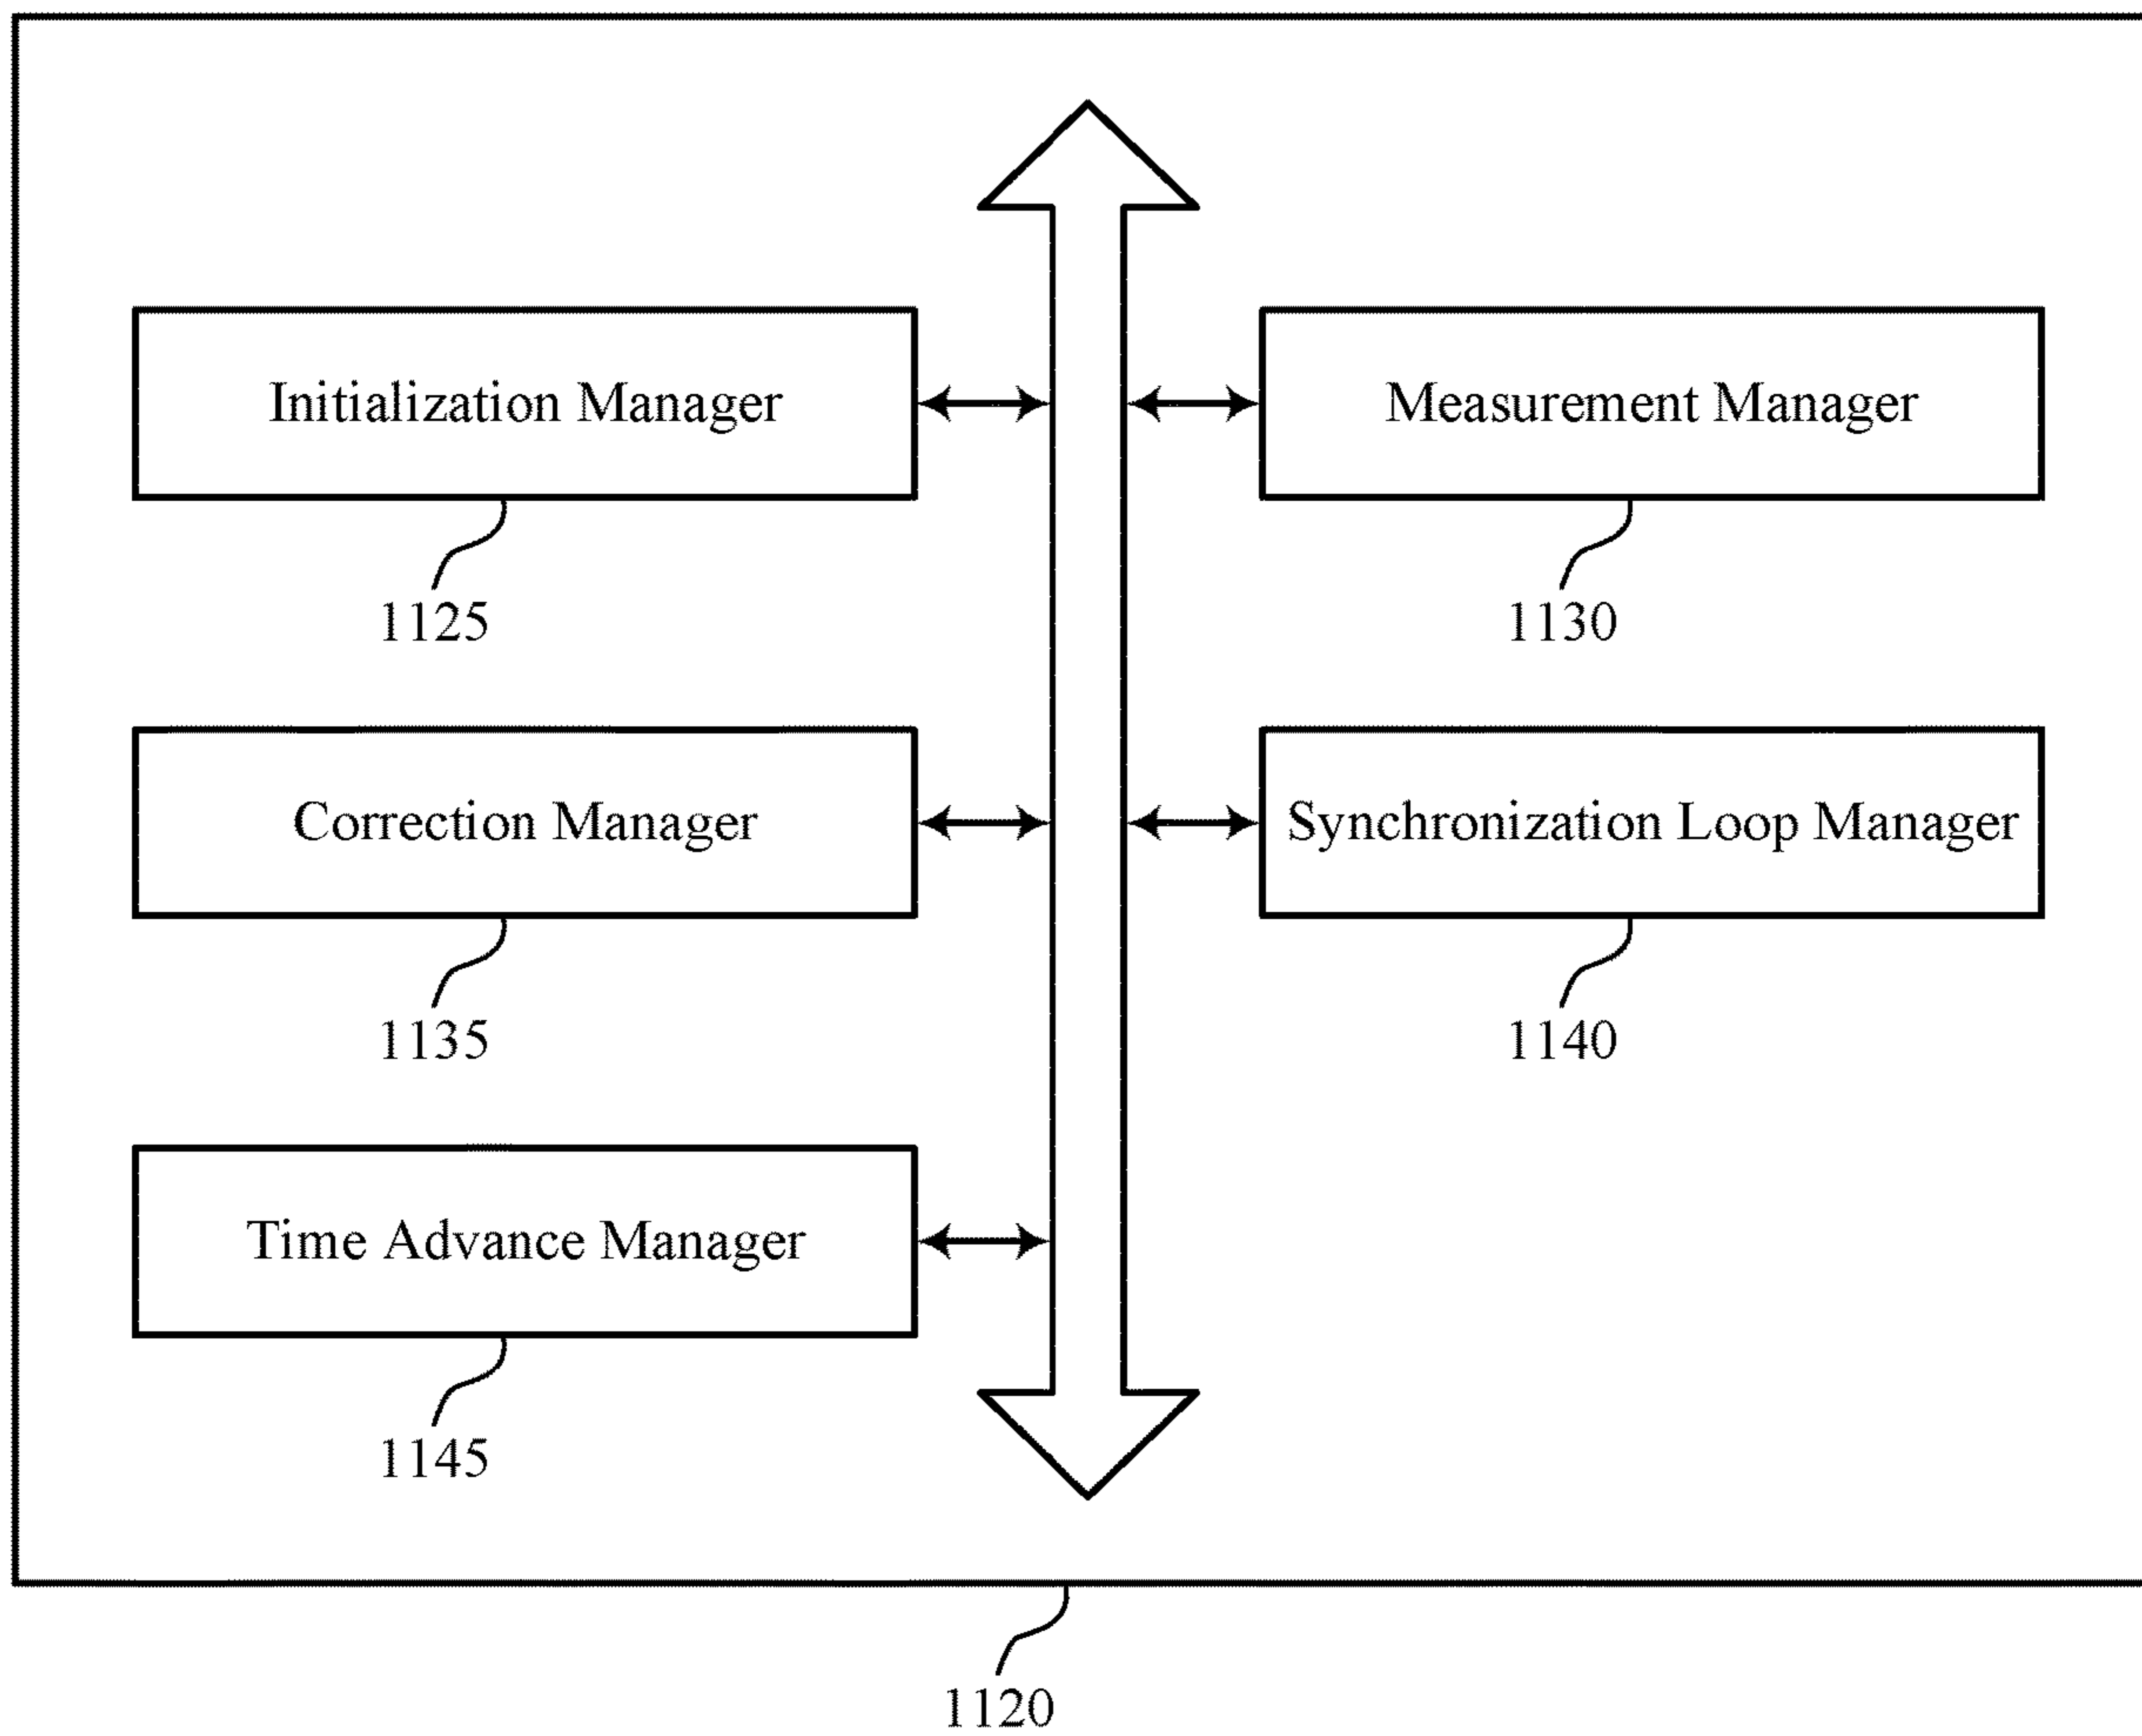 Initialization Manager
Measurement Manager
1125
1130
Correction Manager
Synchronization Loop Manager
1135
1140
Time Advance Manager
1145
1120